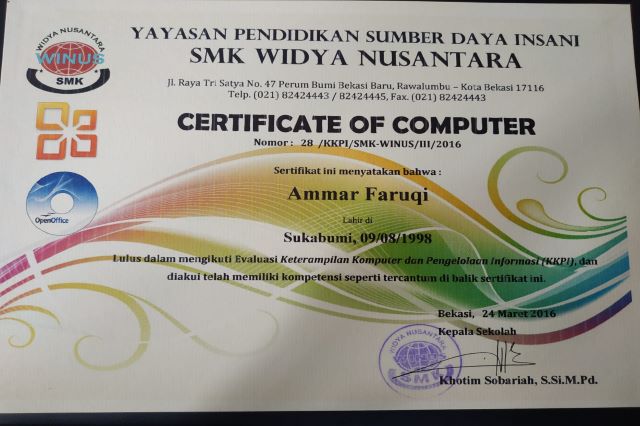 YAYASAN PENDIDIKAN SUMBER DAYA INSANI
SMK WIDYA NUSANTARA
Jl. Raya Tri Satya No. 47 Perum Bumi Bekasi Baru, Rawalumbu – Kota Bekasi 17116
Telp. (021) 82424443 / 82424445, Fax. (021) 82424443
WIDYA NUSANTARA
WINUS
SMK
CERTIFICATE OF COMPUTER
Nomor : 28 /KKPI/SMK-WINUS/III/2016
OpenOffice
Sertifikat ini menyatakan bahwa :
Ammar Faruqi
Lahir di
Sukabumi, 09/08/1998
Lulus dalam mengikuti Evaluasi Keterampilan Komputer dan Pengelolaan Informasi (KKPI), dan
diakui telah memiliki kompetensi seperti tercantum di balik sertifikat ini.
Bekasi, 24 Maret 2016
Kepala Sekolah
WIDYA NUSANTARA
SMK
Khotim Sobariah, S.Si.M.Pd.